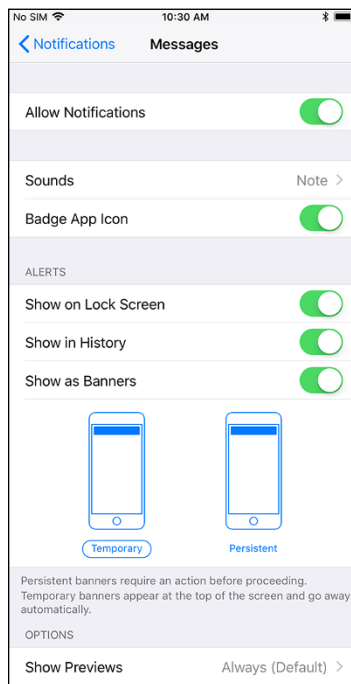 No SIM 10:30 AM
Notifications Messages
Allow Notifications
Sounds Note
Badge App Icon
ALERTS
Show on Lock Screen
Show in History
Show as Banners
Temporary Persistent
Persistent banners require an action before proceeding.
Temporary banners appear at the top of the screen and go away
automatically.
OPTIONS
Show Previews Always (Default)